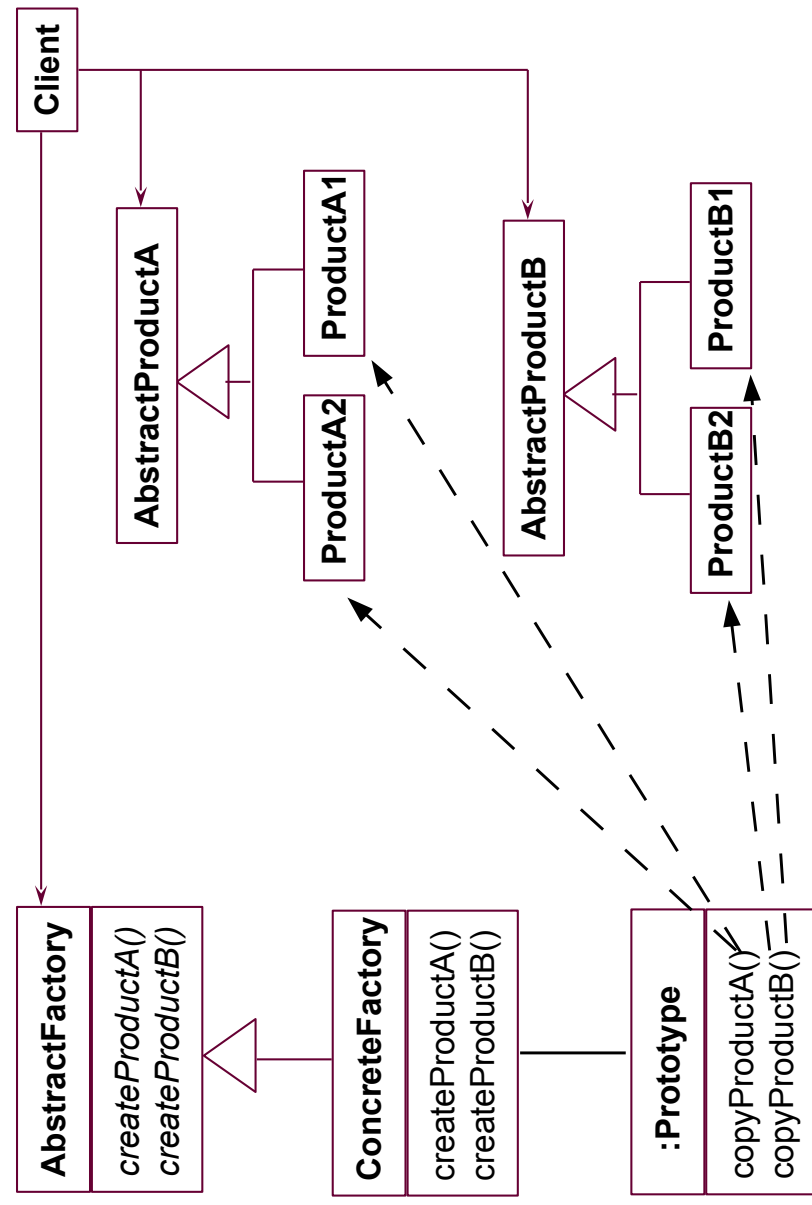 AbstractFactory
createProductA()
createProductB()
Client
AbstractProductA
ProductA2
ProductA1
ConcreteFactory
createProductA()
createProductB()
AbstractProductB
ProductB2
ProductB1
:Prototype
copyProductA()
copyProductB()